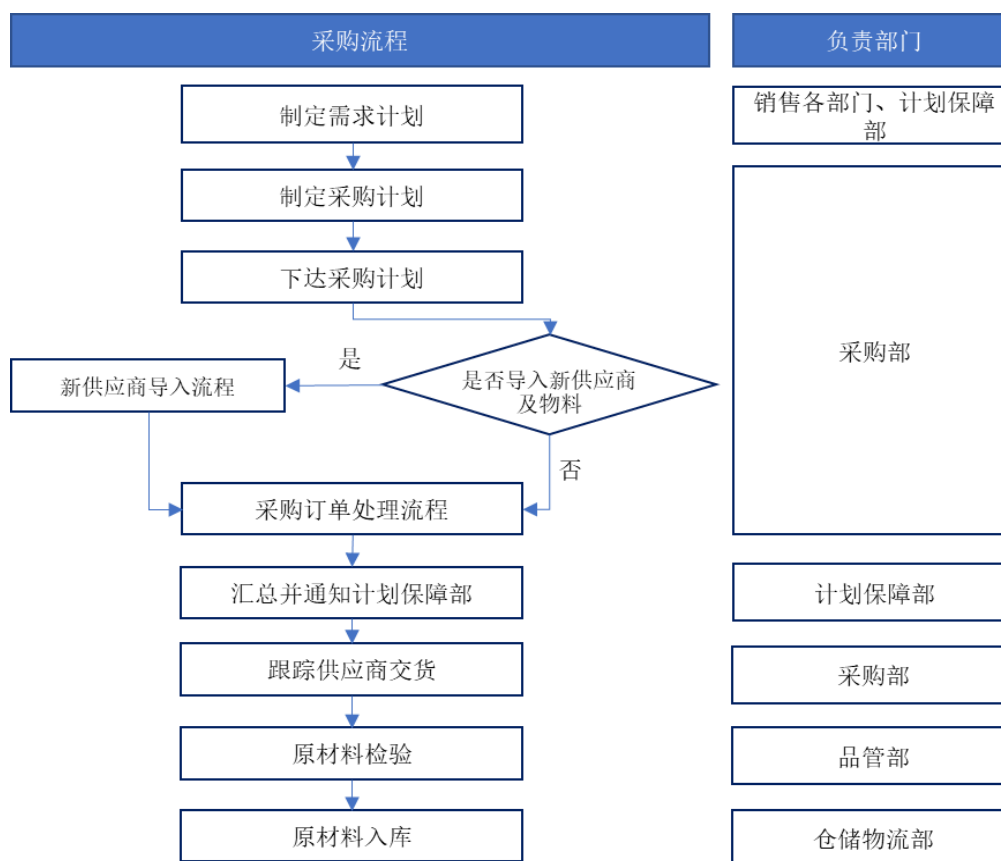 采购流程
负责部门
制定需求计划
销售各部门、计划保障
部
制定采购计划
下达采购计划
采购部
是
是否导入新供应商
及物料
新供应商导入流程
否
采购订单处理流程
汇总并通知计划保障部
计划保障部
跟踪供应商交货
采购部
原材料检验
品管部
原材料入库
仓储物流部